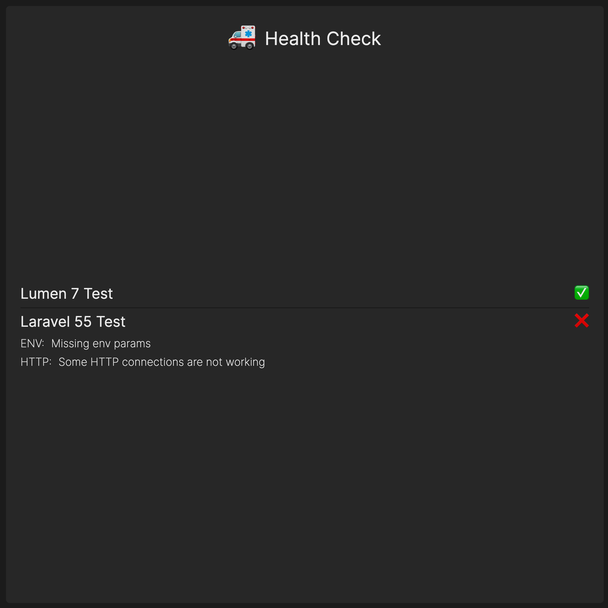 Health Check
Lumen 7 Test
Laravel 55 Test
ENV: Missing env params
HTTP: Some HTTP connections are not working